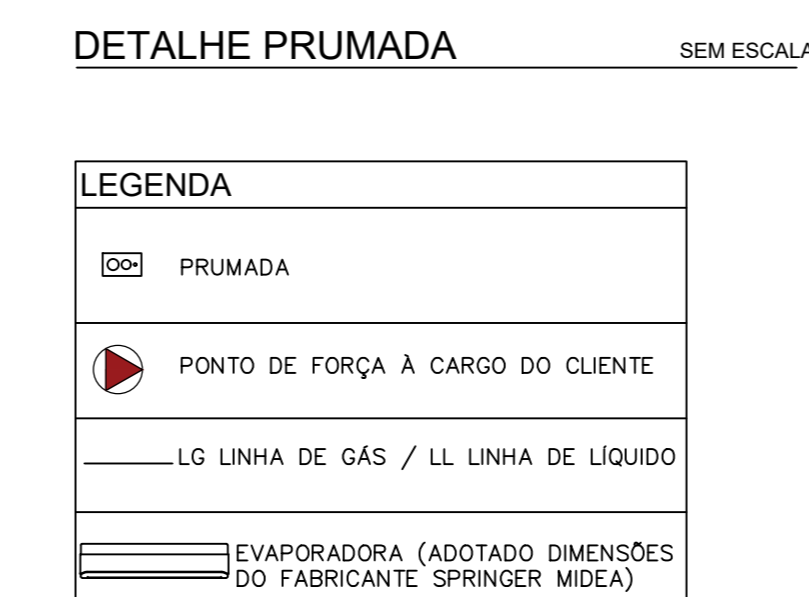 DETALHE PRUMADA
SEM ESCALA
LEGENDA
PRUMADA
PONTO DE FORÇA À CARGO DO CLIENTE
LG LINHA DE GÁS / LL LINHA DE LÍQUIDO
EVAPORADORA (ADOTADO DIMENSÕES
DO FABRICANTE SPRINGER MIDEA)